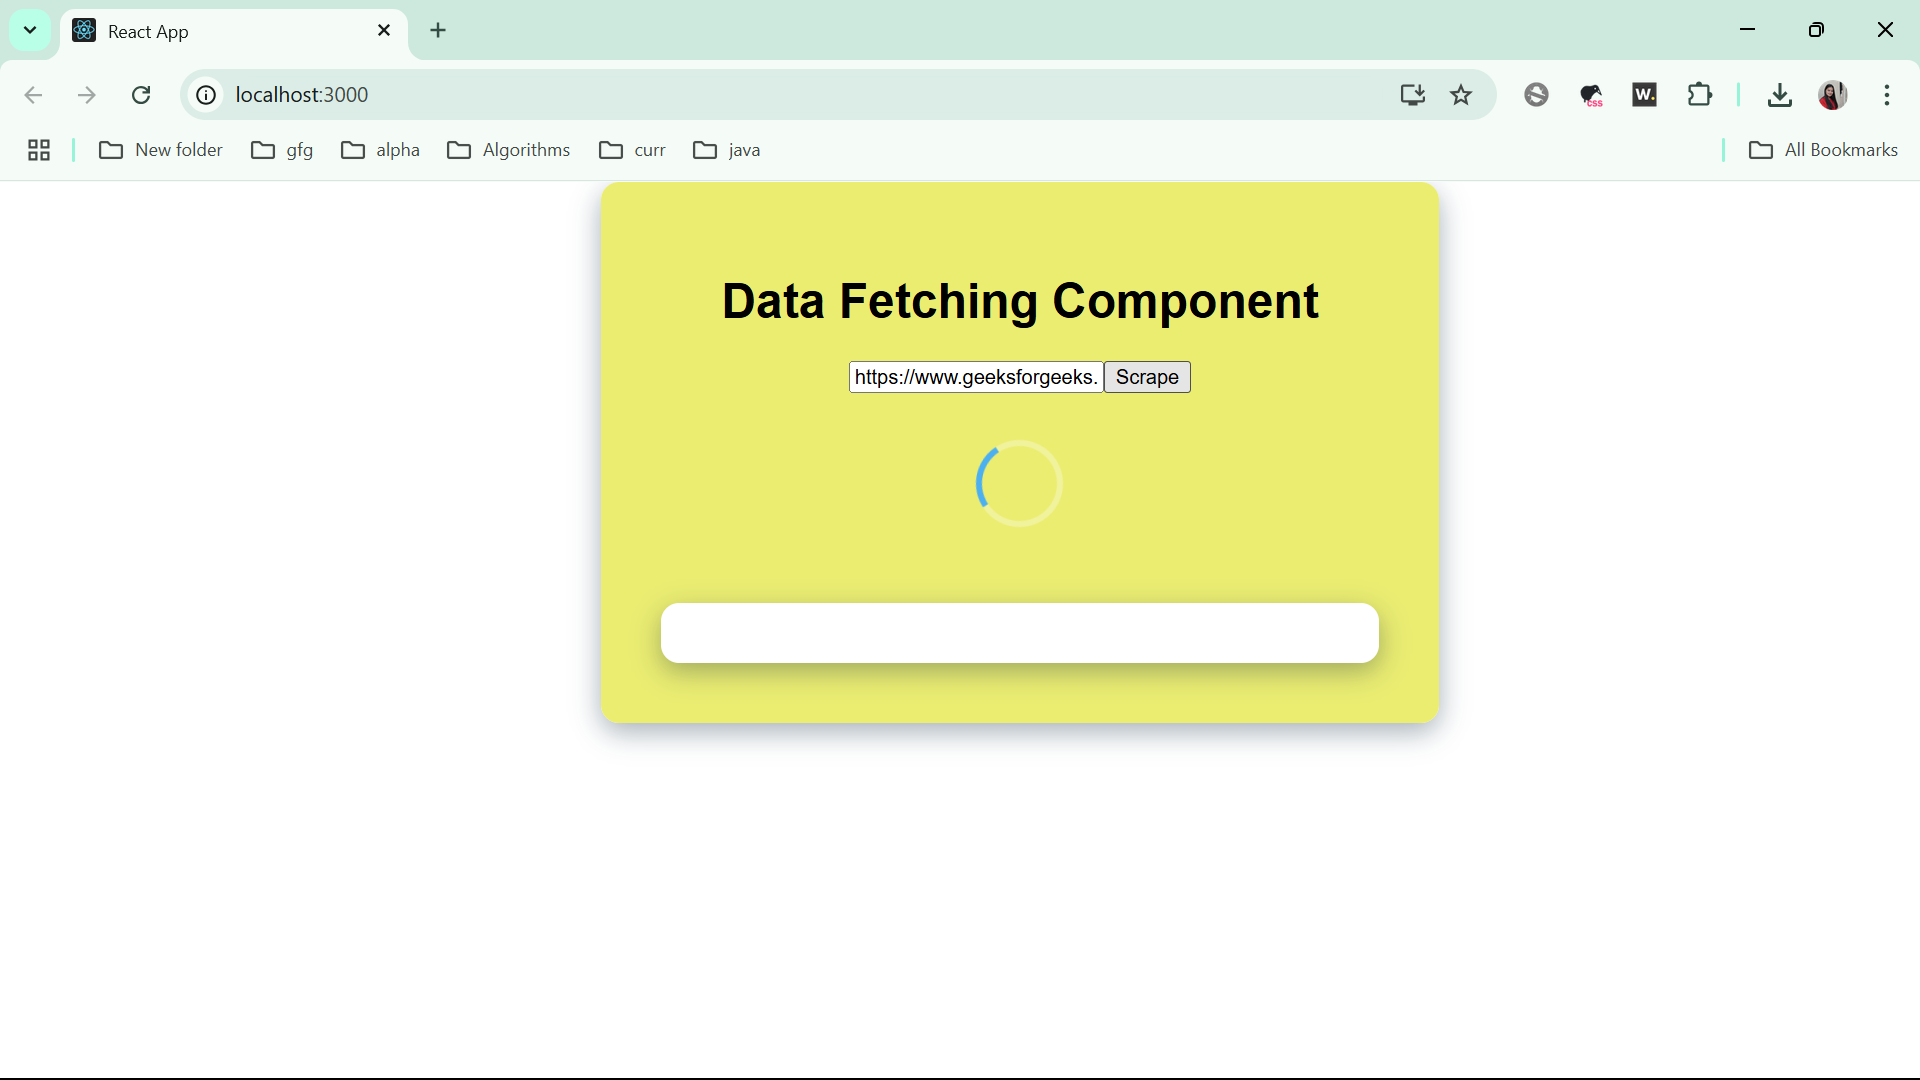 React App
localhost:3000
W.
css
New folder gfg alpha Algorithms curr java All Bookmarks
Data Fetching Component
https://www.geeksforgeeks. Scrape